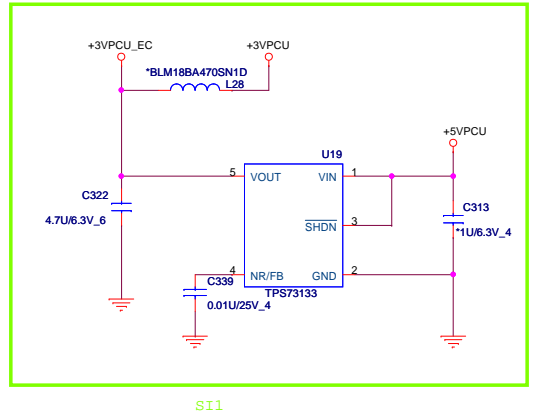 +3VPCU_EC
+3VPCU
*BLM18BA470SN1D
L28
+5VPCU
U19
5
VOUT
VIN
1
C322
4.7U/6.3V_6
C313
*1U/6.3V_4
SHDN
3
4
NR/FB
GND
2
C339
0.01U/25V_4
TPS73133
SI1